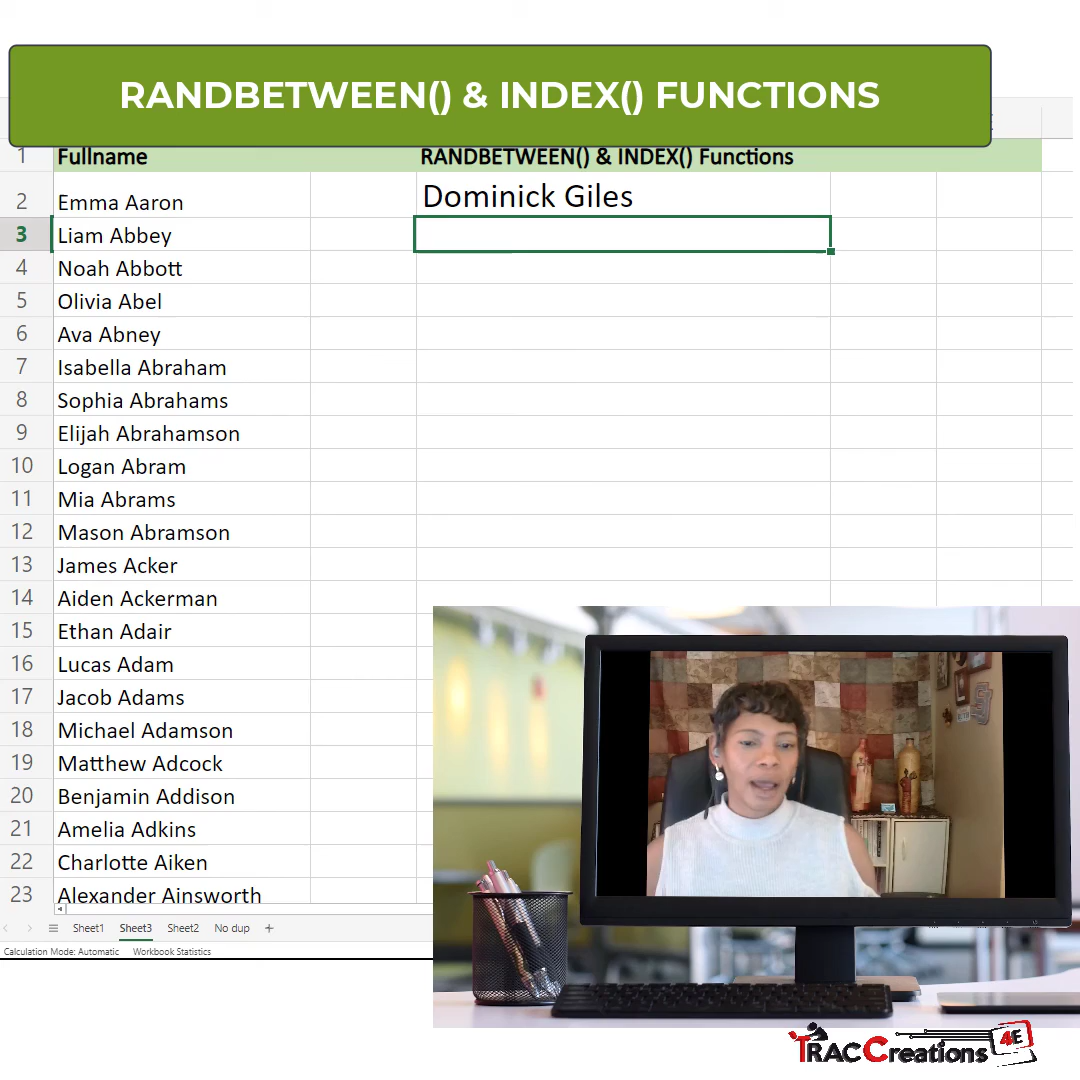 RANDBETWEEN() & INDEX() FUNCTIONS
1 Fullname RANDBETWEEN() & INDEX() Functions
2 Emma Aaron Dominick Giles
3 Liam Abbey
4 Noah Abbott
5 Olivia Abel
6 Ava Abney
7 Isabella Abraham
8 Sophia Abrahams
9 Elijah Abrahamson
10 Logan Abram
11 Mia Abrams
12 Mason Abramson
13 James Acker
14 Aiden Ackerman
15 Ethan Adair
16 Lucas Adam
17 Jacob Adams
18 Michael Adamson
19 Matthew Adcock
20 Benjamin Addison
21 Amelia Adkins
22 Charlotte Aiken
23 Alexander Ainsworth
Sheet1 Sheet3 Sheet2 No dup +
Calculation Mode: Automatic Workbook Statistics
TRACCreations 4E